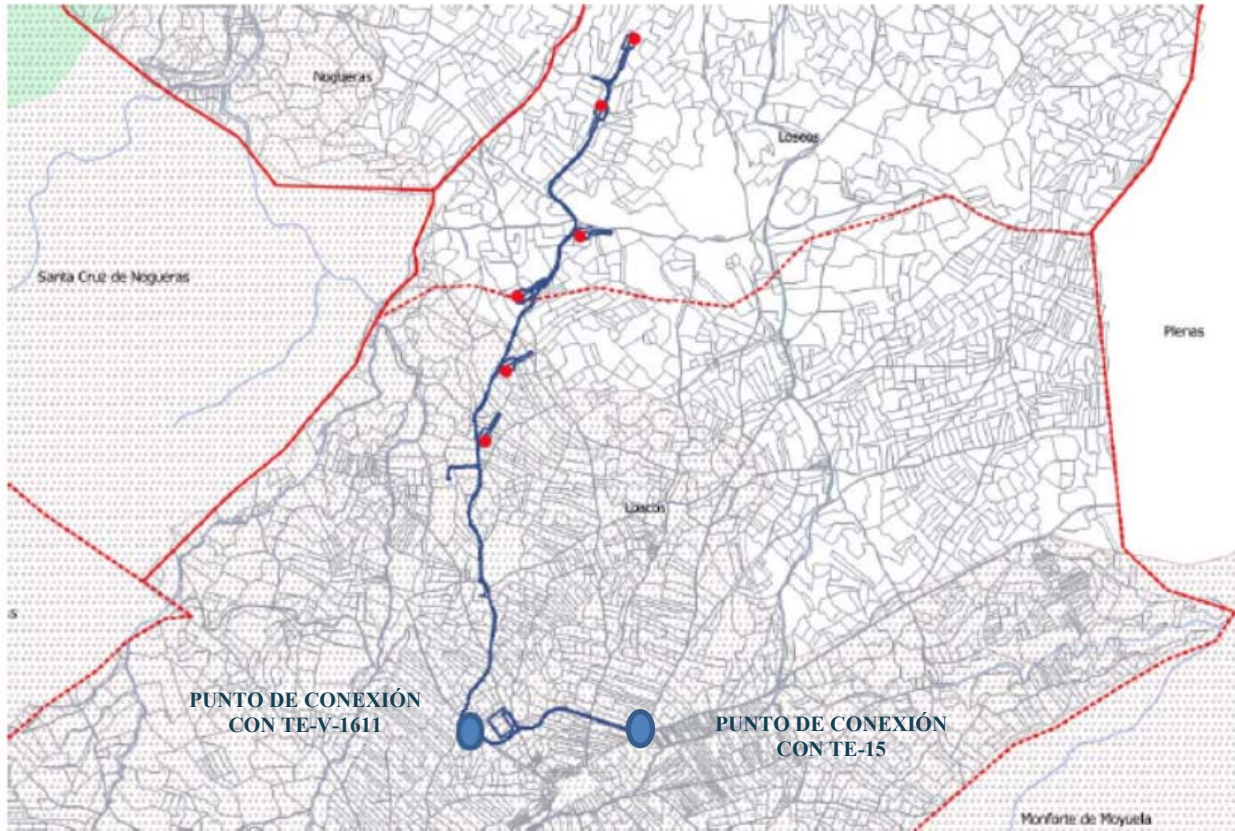 Nogueras
Loscos
Santa Cruz de Nogueras
Plenas
Loscos
PUNTO DE CONEXIÓN
CON TE-V-1611
PUNTO DE CONEXIÓN
CON TE-15
Monforte de Moyuela